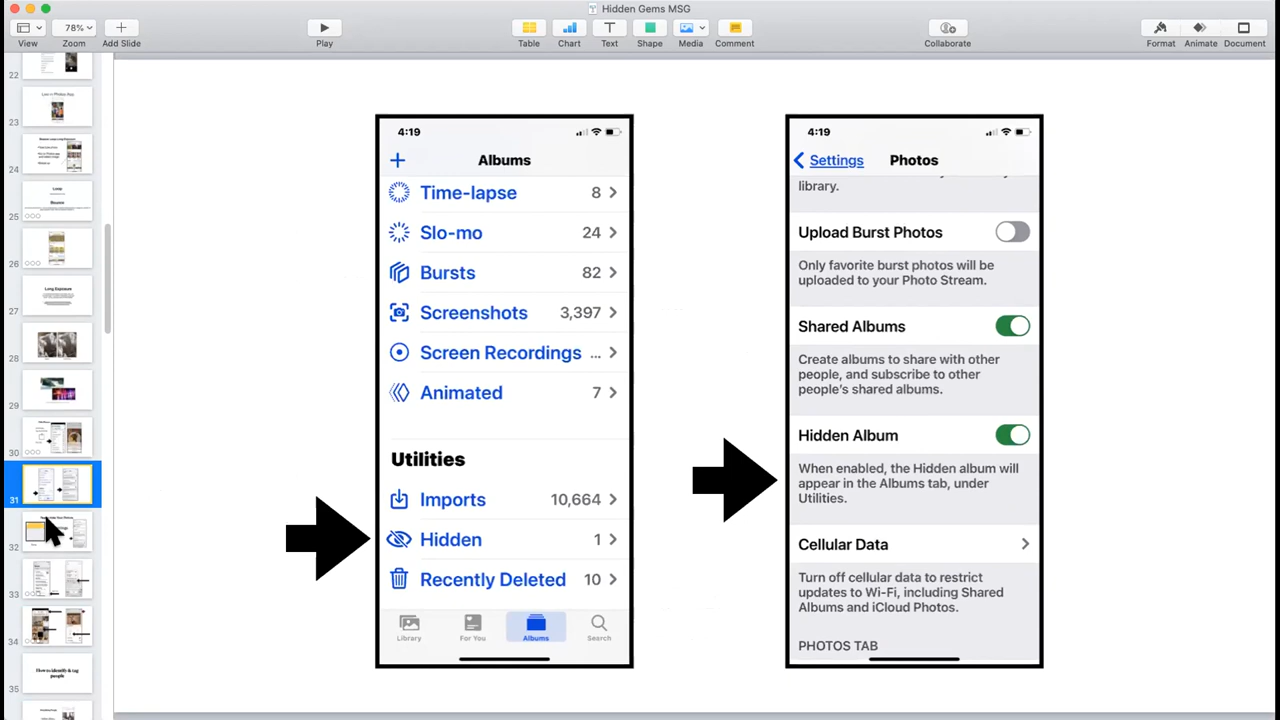 Hidden Gems MSG
78%
View
Zoom
Add Slide
Play
Table
Chart
Text
Shape
Media
Comment
Collaborate
Format
Animate
Document
22
23
24
25
26
27
28
29
30
31
32
33
34
35
Long Exposure
How to identify & tag
people
4:19
Albums
Time-lapse 8
Slo-mo 24
Bursts 82
Screenshots 3,397
Screen Recordings ...
Animated 7
Utilities
Imports 10,664
Hidden 1
Recently Deleted 10
Library For You Albums Search
4:19
Settings Photos
library.
Upload Burst Photos
Only favorite burst photos will be
uploaded to your Photo Stream.
Shared Albums
Create albums to share with other
people, and subscribe to other
people's shared albums.
Hidden Album
When enabled, the Hidden album will
appear in the Albums tab, under
Utilities.
Cellular Data
Turn off cellular data to restrict
updates to Wi-Fi, including Shared
Albums and iCloud Photos.
PHOTOS TAB